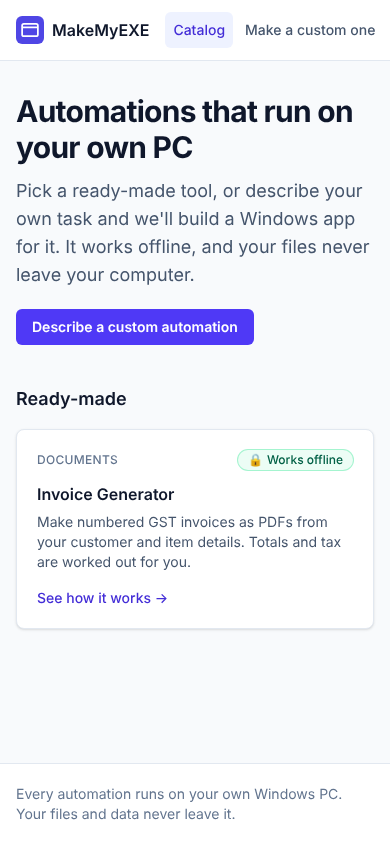 MakeMyEXE
Catalog
Make a custom one
Automations that run on
your own PC
Pick a ready-made tool, or describe your
own task and we'll build a Windows app
for it. It works offline, and your files never
leave your computer.
Describe a custom automation
Ready-made
DOCUMENTS
🔒 Works offline
Invoice Generator
Make numbered GST invoices as PDFs from
your customer and item details. Totals and tax
are worked out for you.
See how it works →
Every automation runs on your own Windows PC.
Your files and data never leave it.